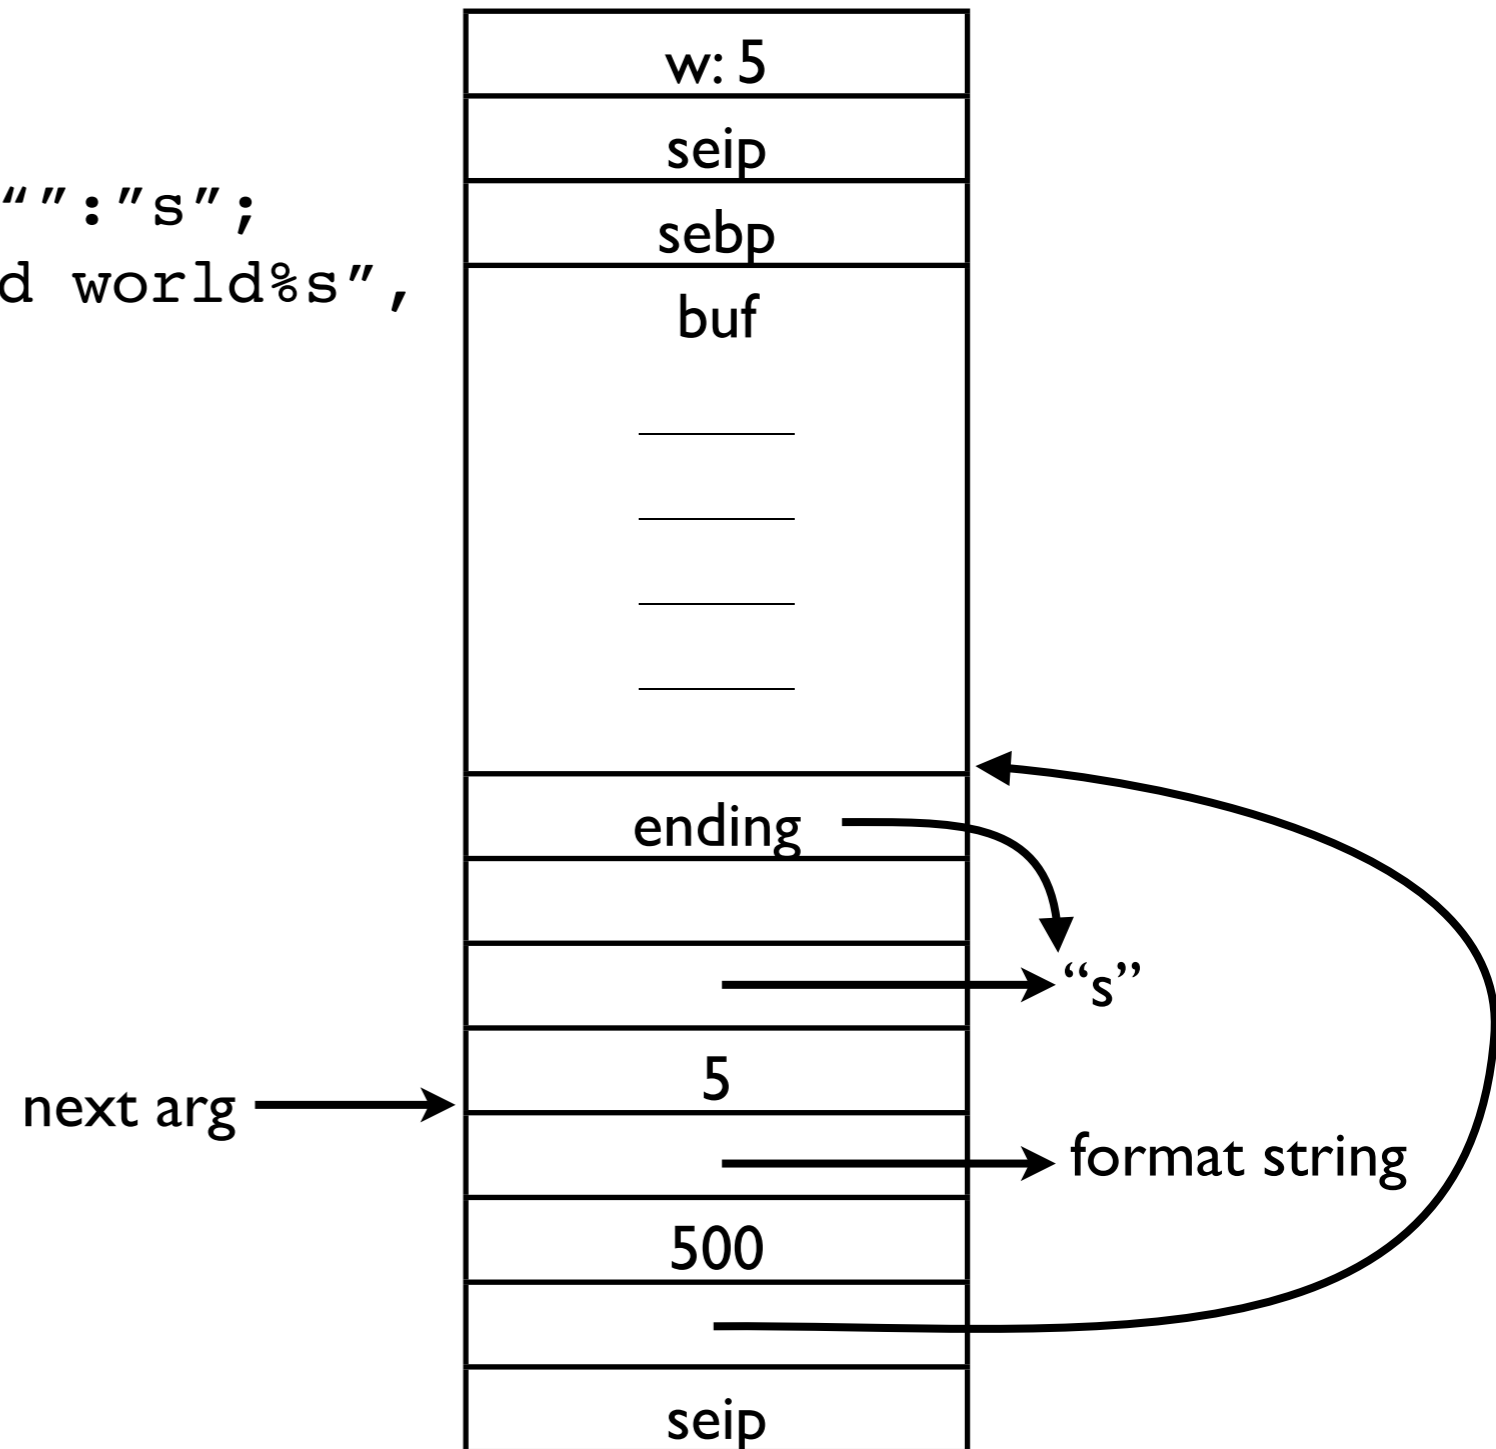 w: 5
seip
“”:”s”;
sebp
d world%s”,
buf
ending
“s”
5
next arg
format string
500
seip